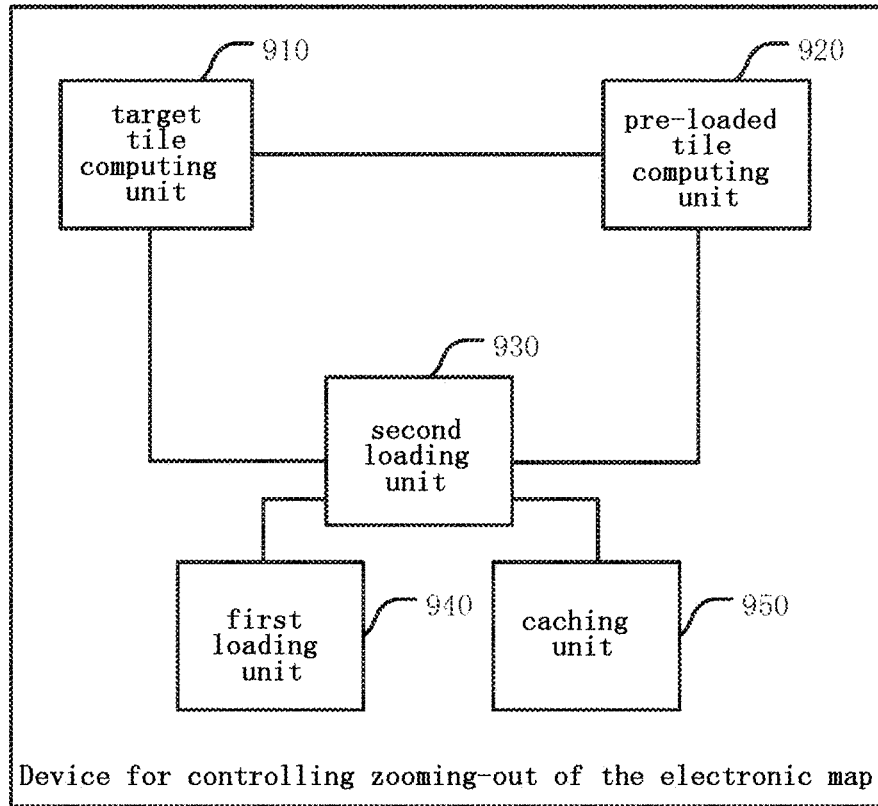 910
target
tile
computing
unit
920
pre-loaded
tile
computing
unit
930
second
loading
unit
940
first
loading
unit
950
caching
unit
Device for controlling zooming-out of the electronic map